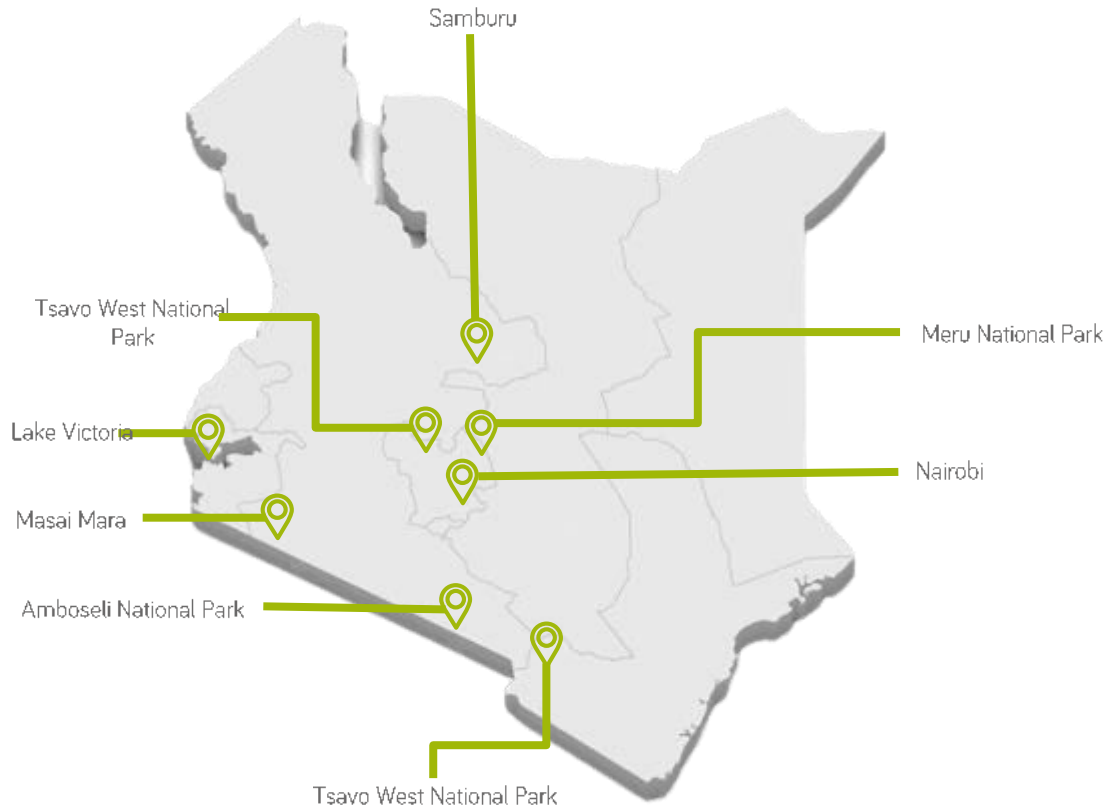 Samburu
Tsavo West National
Park
Meru National Park
Lake Victoria
Nairobi
Masai Mara
Amboseli National Park
Tsavo West National Park